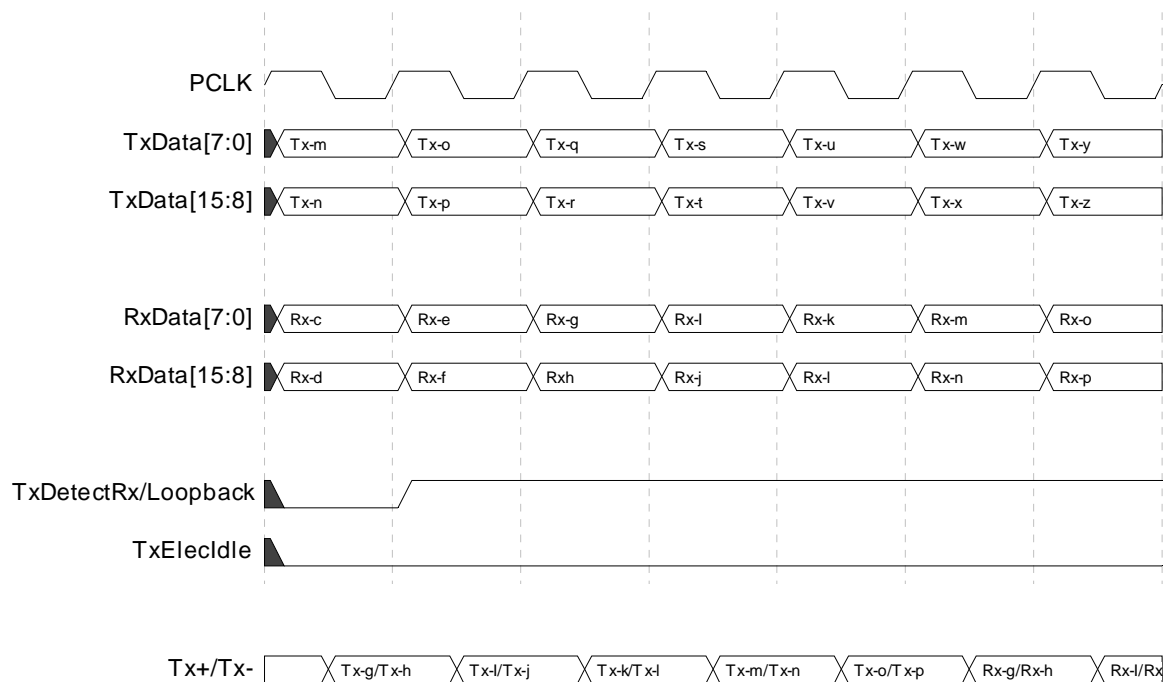 PCLK
TxData[7:0] Tx-m Tx-o Tx-q Tx-s Tx-u Tx-w Tx-y
TxData[15:8] Tx-n Tx-p Tx-r Tx-t Tx-v Tx-x Tx-z
RxData[7:0] Rx-c Rx-e Rx-g Rx-I Rx-k Rx-m Rx-o
RxData[15:8] Rx-d Rx-f Rxh Rx-j Rx-l Rx-n Rx-p
TxDetectRx/Loopback
TxElecIdle
Tx+/Tx- Tx-g/Tx-h Tx-I/Tx-j Tx-k/Tx-l Tx-m/Tx-n Tx-o/Tx-p Rx-g/Rx-h Rx-I/Rx